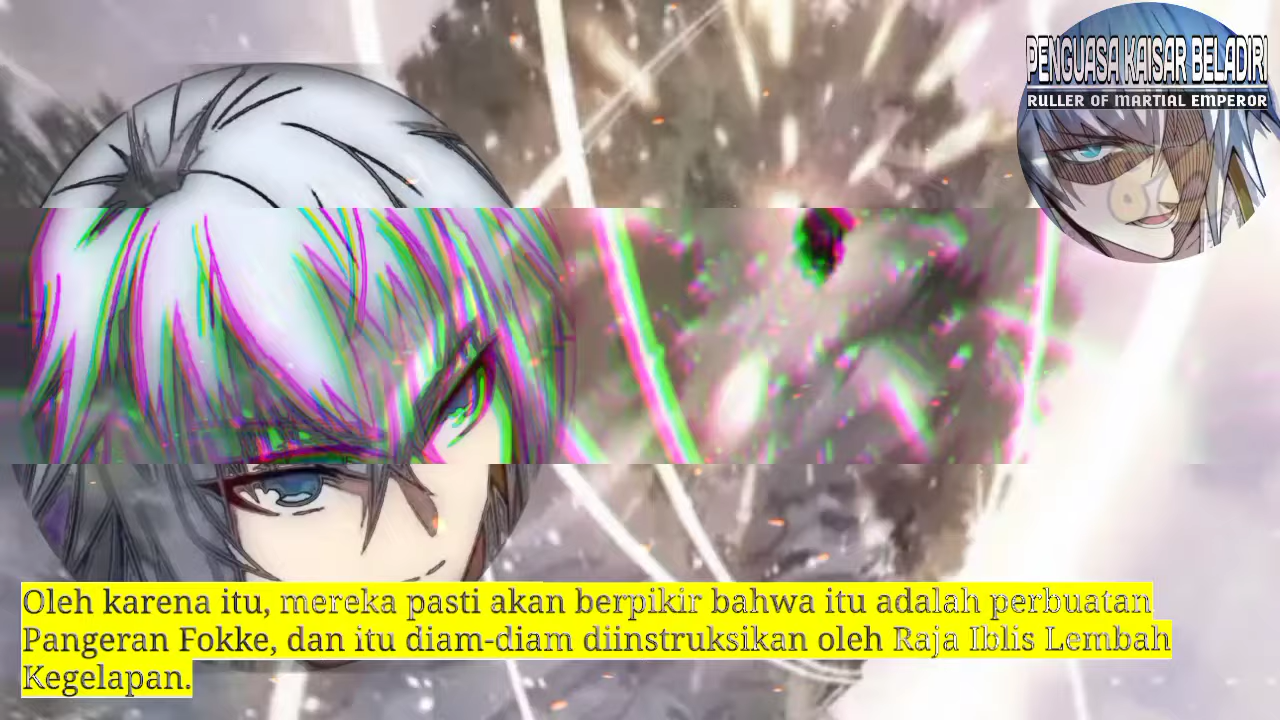 PENGUASA KAISAR BELADIRI
RULLER OF MARTIAL EMPEROR
Oleh karena itu, mereka pasti akan berpikir bahwa itu adalah perbuatan
Pangeran Fokke, dan itu diam-diam diinstruksikan oleh Raja Iblis Lembah
Kegelapan.